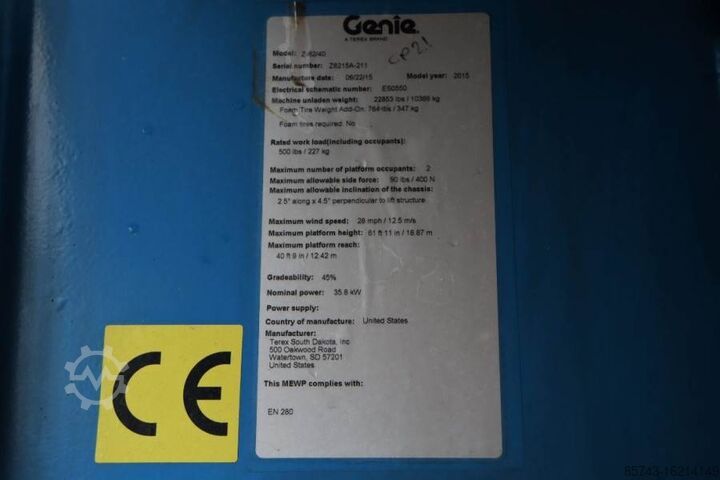 Genie
A TEREX BRAND
CP21
Model: Z-62/40
Serial number: Z6215A-211
Manufacture date: 06/22/15 Model year: 2015
Electrical schematic number: ES0550
Machine unladen weight: 22853 lbs / 10366 kg
Foam Tire Weight Add-On: 764 lbs / 347 kg
Foam tires required: No
Rated work load(including occupants):
500 lbs / 227 kg
Maximum number of platform occupants: 2
Maximum allowable side force: 90 lbs / 400 N
Maximum allowable inclination of the chassis:
2.5° along x 4.5° perpendicular to lift structure
Maximum wind speed: 28 mph / 12.5 m/s
Maximum platform height: 61 ft 11 in / 18.87 m
Maximum platform reach:
40 ft 9 in / 12.42 m
Gradeability: 45%
Nominal power: 35.8 kW
Power supply:
Country of manufacture: United States
Manufacturer:
Terex South Dakota, Inc
500 Oakwood Road
Watertown, SD 57201
United States
This MEWP complies with:
EN 280
CE